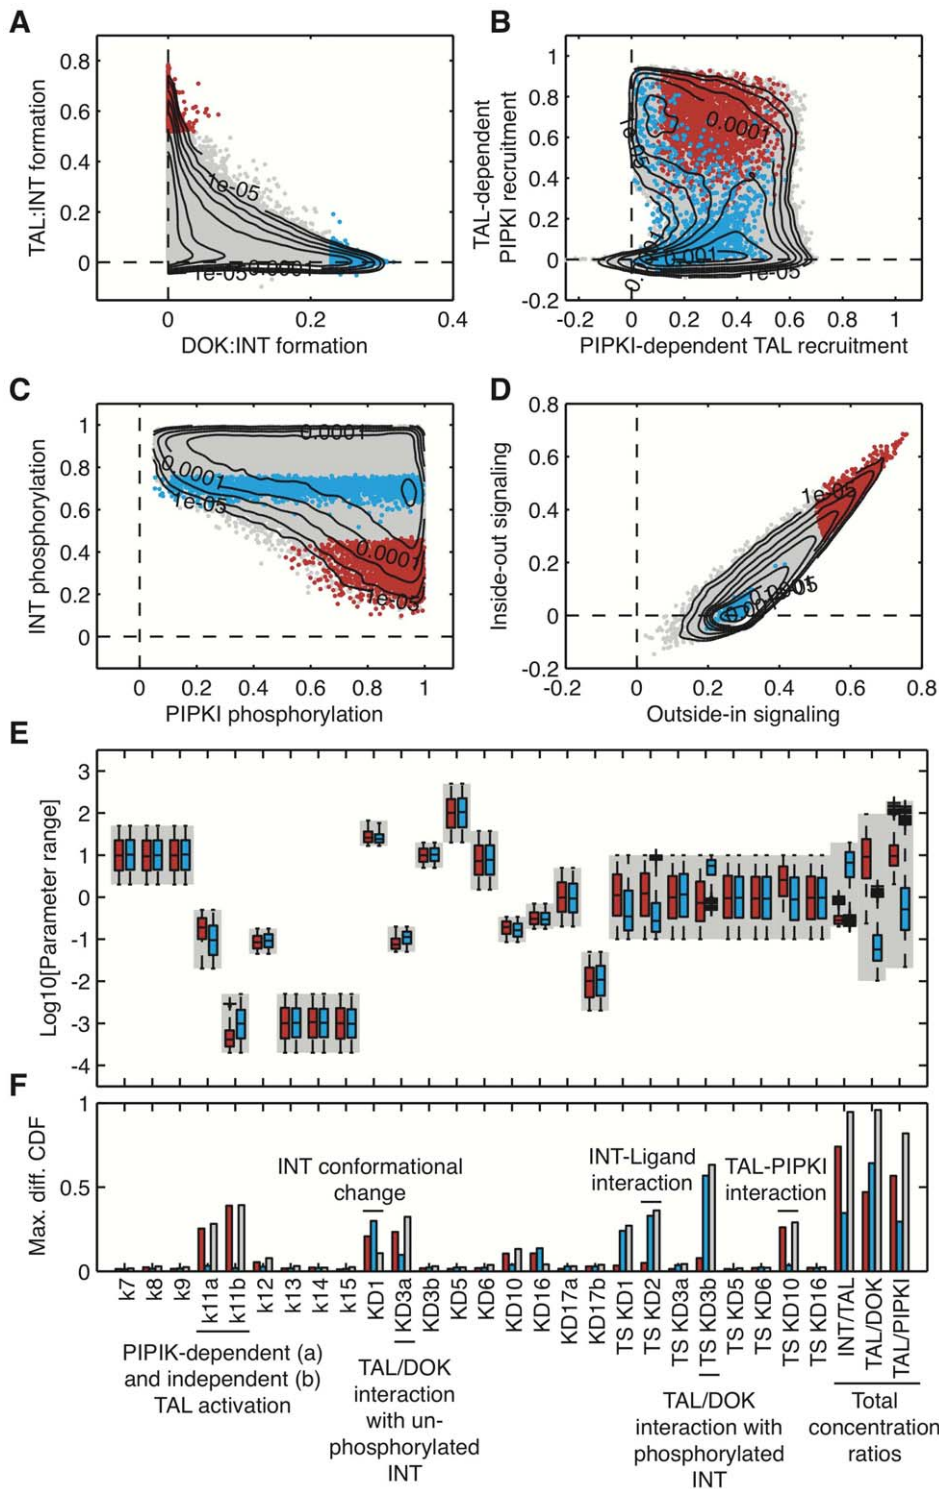 A
TAL:INT formation
0.8
0.6
0.4
0.2
0
1e-05
0.0001
1e-05
0
0.2
0.4
DOK:INT formation
B
TAL-dependent
PIPKI recruitment
1
0.8
0.6
0.4
0.2
0
-0.2
0.0001
1e-05
0.0001
1e-05
-0.2
0
0.2
0.4
0.6
0.8
1
PIPKI-dependent TAL recruitment
C
INT phosphorylation
1
0.8
0.6
0.4
0.2
0
0.0001
0.0001
1e-05
0.0001
1e-05
0
0.2
0.4
0.6
0.8
1
PIPKI phosphorylation
D
Inside-out signaling
0.8
0.6
0.4
0.2
0
-0.2
1e-05
-0.2
0
0.2
0.4
0.6
0.8
Outside-in signaling
E
Log10[Parameter range]
3
2
1
0
-1
-2
-3
-4
F
Max. diff. CDF
1
0.5
0
INT conformational
change
INT-Ligand
interaction
TAL-PIPKI
interaction
k7
k8
k9
k11a
k11b
k12
k13
k14
k15
KD1
KD3a
KD3b
KD5
KD6
KD10
KD16
KD17a
KD17b
TS KD1
TS KD2
TS KD3a
TS KD3b
TS KD5
TS KD6
TS KD10
TS KD16
INT/TAL
TAL/DOK
TAL/PIPKI
PIPIK-dependent (a)
and independent (b)
TAL activation
TAL/DOK
interaction
with un-
phosphorylated
INT
TAL/DOK
interaction with
phosphorylated
INT
Total
concentration
ratios